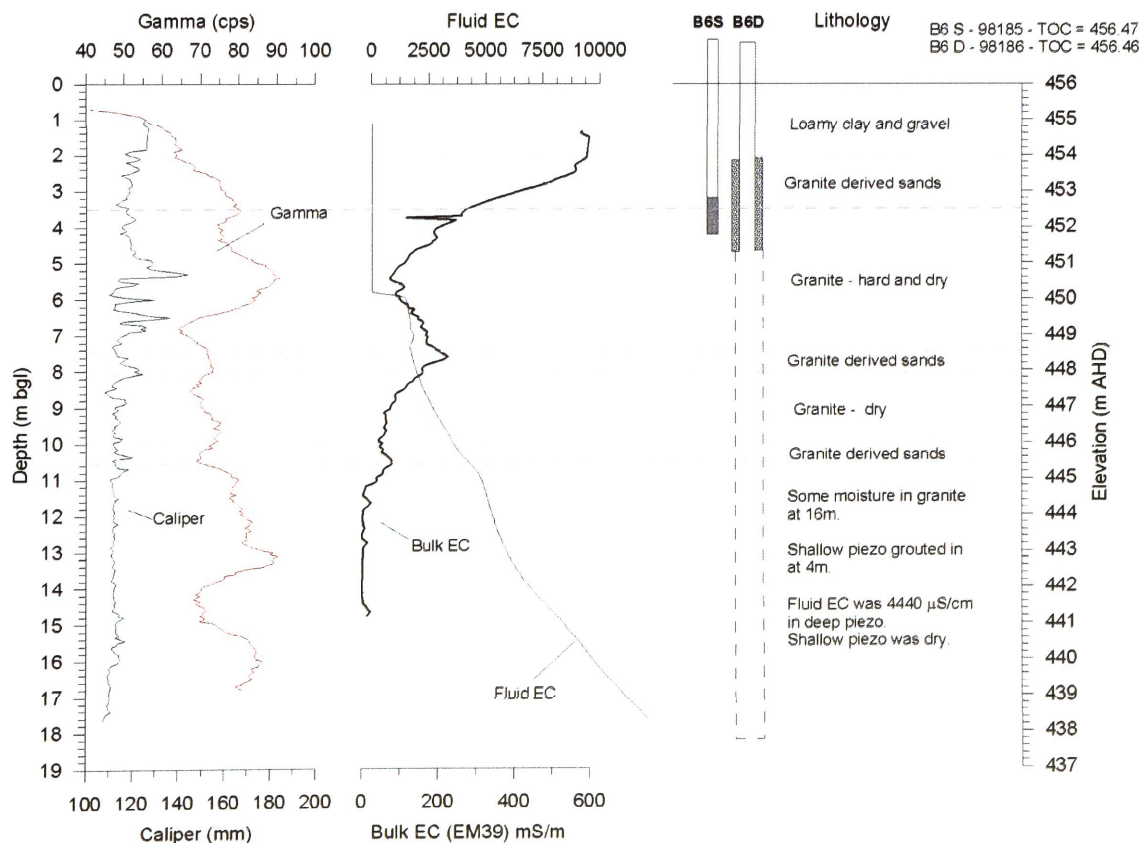 Gamma (cps)
40 50 60 70 80 90 100
Fluid EC
0 2500 5000 7500 10000
B6S B6D
Lithology
B6 S - 98185 - TOC = 456.47
B6 D - 98186 - TOC = 456.46
Depth (m bgl)
0
1
2
3
4
5
6
7
8
9
10
11
12
13
14
15
16
17
18
19
Gamma
Caliper
100 120 140 160 180 200
Caliper (mm)
Bulk EC
Fluid EC
0 200 400 600
Bulk EC (EM39) mS/m
Loamy clay and gravel
Granite derived sands
Granite - hard and dry
Granite derived sands
Granite - dry
Granite derived sands
Some moisture in granite
at 16m.
Shallow piezo grouted in
at 4m.
Fluid EC was 4440 μS/cm
in deep piezo.
Shallow piezo was dry.
456
455
454
453
452
451
450
449
448
447
446
445
444
443
442
441
440
439
438
437
Elevation (m AHD)